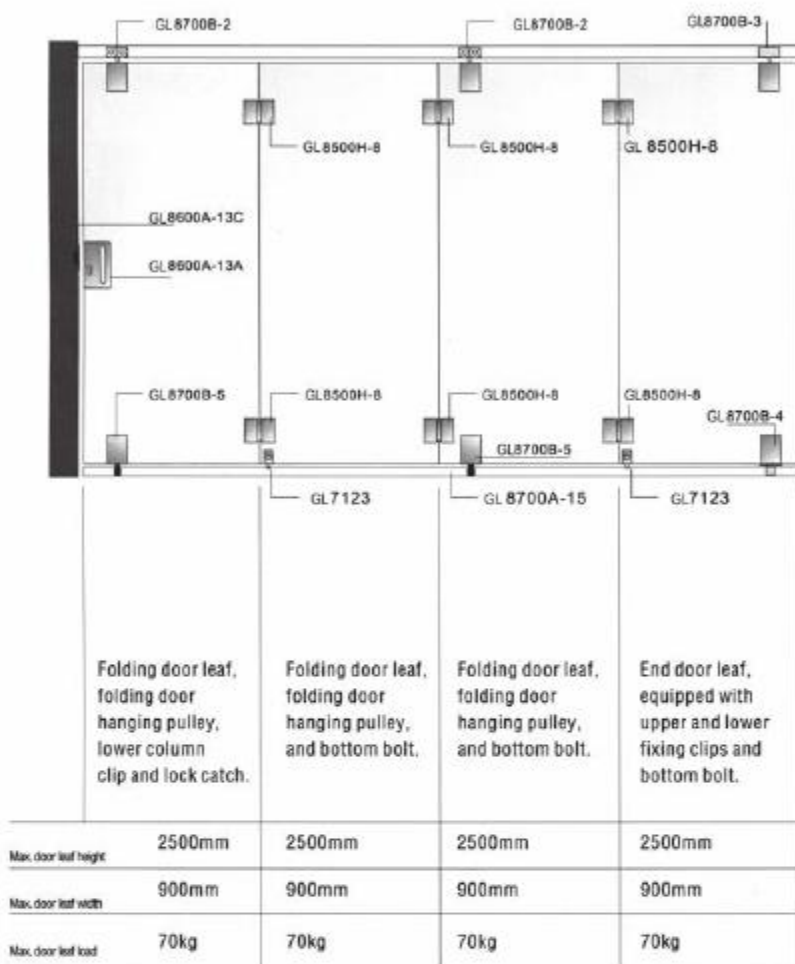 GL8700B-2
GL8700B-2
GL8700B-3
GL8500H-8
GL8500H-8
GL 8500H-8
GL8600A-13C
GL8600A-13A
GL8700B-5
GL8500H-8
GL8500H-8
GL8500H-8
GL8700B-4
GL8700B-5
GL7123
GL 8700A-15
GL7123
Folding door leaf,
folding door
hanging pulley,
lower column
clip and lock catch.
Folding door leaf,
folding door
hanging pulley,
and bottom bolt.
Folding door leaf,
folding door
hanging pulley,
and bottom bolt.
End door leaf,
equipped with
upper and lower
fixing clips and
bottom bolt.
Max. door leaf height 2500mm 2500mm 2500mm 2500mm
Max. door leaf width 900mm 900mm 900mm 900mm
Max. door leaf load 70kg 70kg 70kg 70kg